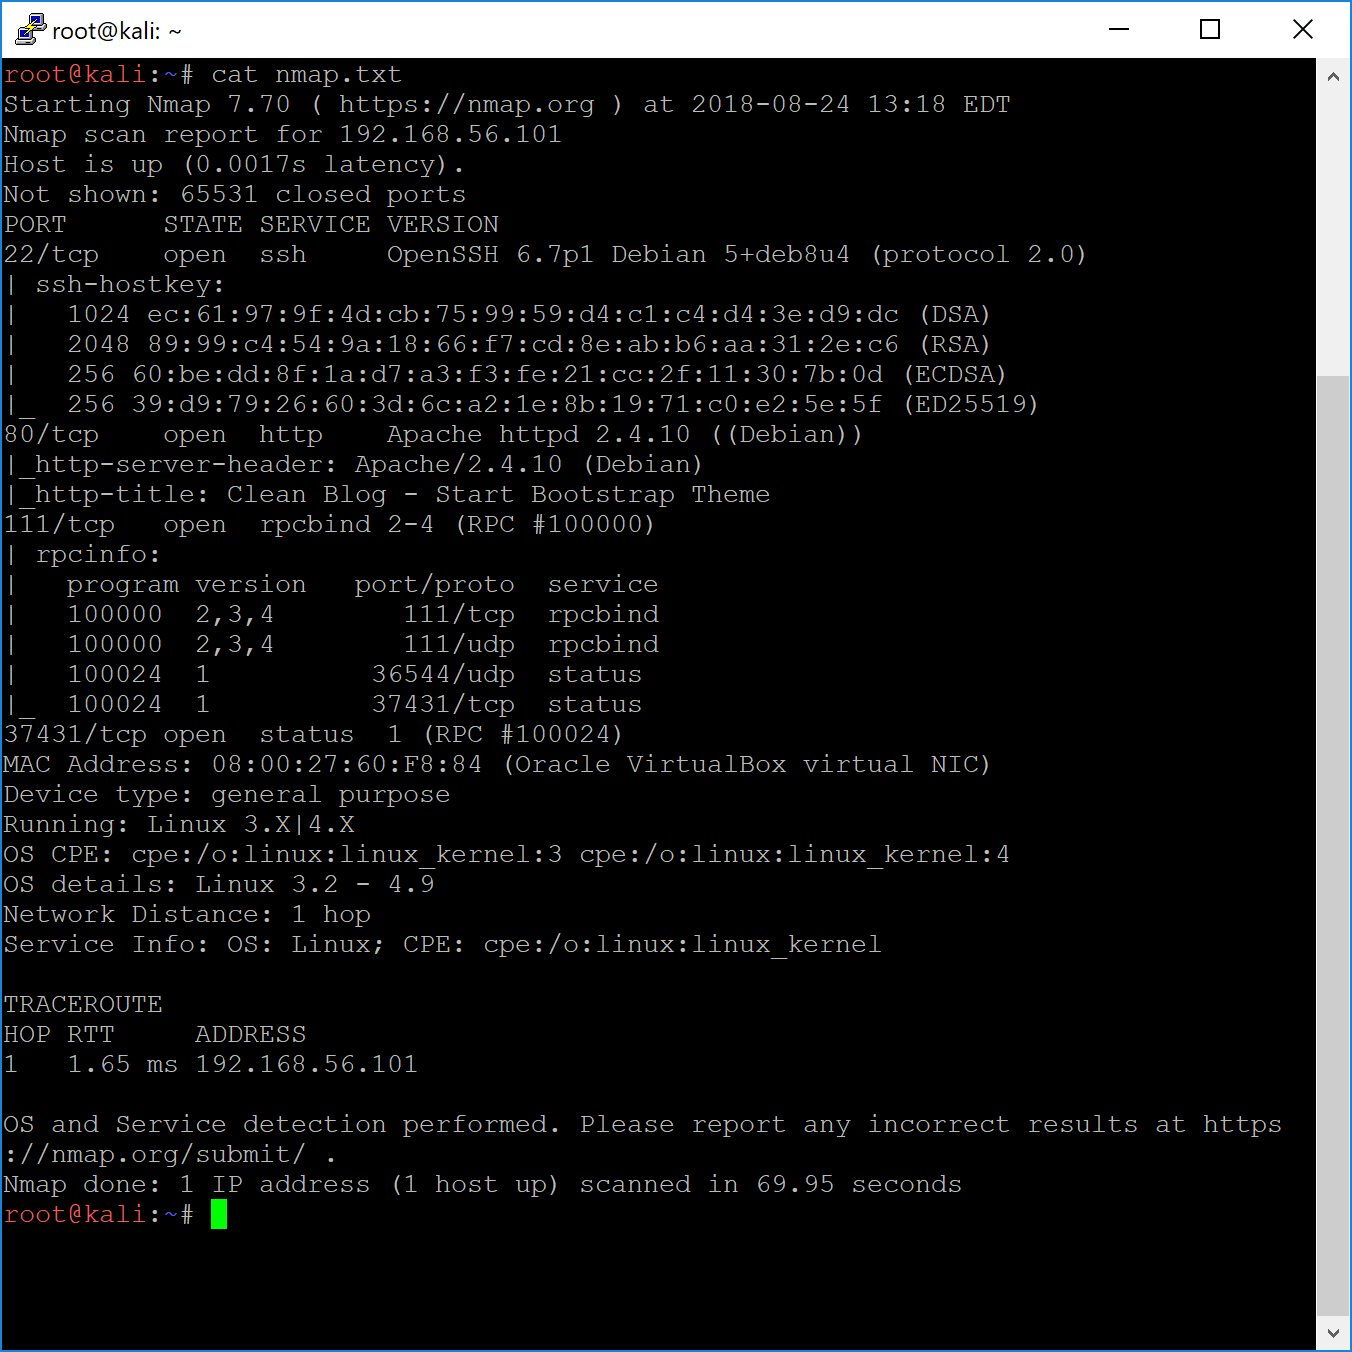 root@kali: ~
root@kali:~# cat nmap.txt
Starting Nmap 7.70 ( https://nmap.org ) at 2018-08-24 13:18 EDT
Nmap scan report for 192.168.56.101
Host is up (0.0017s latency).
Not shown: 65531 closed ports
PORT      STATE SERVICE VERSION
22/tcp    open  ssh     OpenSSH 6.7p1 Debian 5+deb8u4 (protocol 2.0)
| ssh-hostkey:
|   1024 ec:61:97:9f:4d:cb:75:99:59:d4:c1:c4:d4:3e:d9:dc (DSA)
|   2048 89:99:c4:54:9a:18:66:f7:cd:8e:ab:b6:aa:31:2e:c6 (RSA)
|   256 60:be:dd:8f:1a:d7:a3:f3:fe:21:cc:2f:11:30:7b:0d (ECDSA)
|_  256 39:d9:79:26:60:3d:6c:a2:1e:8b:19:71:c0:e2:5e:5f (ED25519)
80/tcp    open  http    Apache httpd 2.4.10 ((Debian))
|_http-server-header: Apache/2.4.10 (Debian)
|_http-title: Clean Blog - Start Bootstrap Theme
111/tcp   open  rpcbind 2-4 (RPC #100000)
| rpcinfo:
|   program version   port/proto  service
|   100000  2,3,4        111/tcp  rpcbind
|   100000  2,3,4        111/udp  rpcbind
|   100024  1          36544/udp  status
|_  100024  1          37431/tcp  status
37431/tcp open  status  1 (RPC #100024)
MAC Address: 08:00:27:60:F8:84 (Oracle VirtualBox virtual NIC)
Device type: general purpose
Running: Linux 3.X|4.X
OS CPE: cpe:/o:linux:linux_kernel:3 cpe:/o:linux:linux_kernel:4
OS details: Linux 3.2 - 4.9
Network Distance: 1 hop
Service Info: OS: Linux; CPE: cpe:/o:linux:linux_kernel
TRACEROUTE
HOP RTT     ADDRESS
1   1.65 ms 192.168.56.101
OS and Service detection performed. Please report any incorrect results at https
://nmap.org/submit/ .
Nmap done: 1 IP address (1 host up) scanned in 69.95 seconds
root@kali:~#